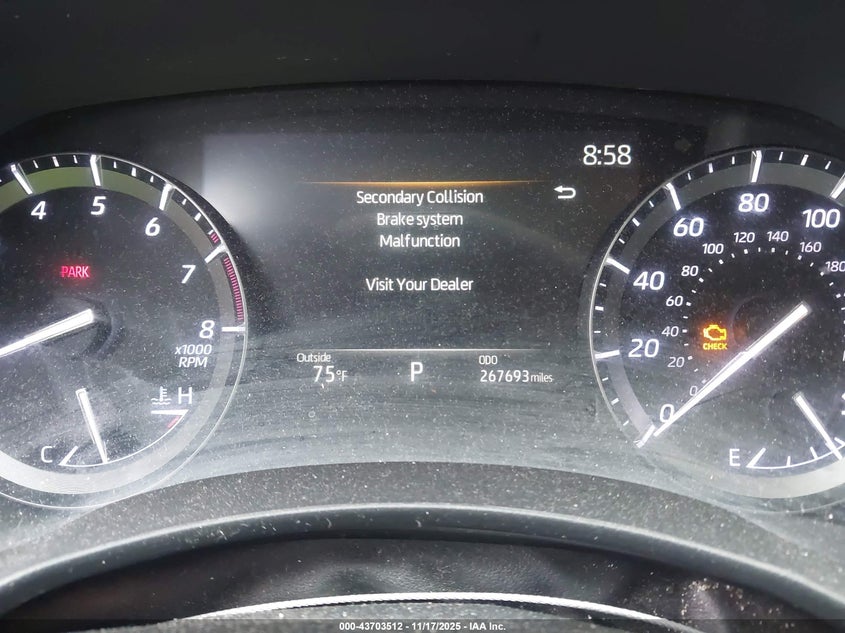 8:58
Secondary Collision
Brake system
Malfunction
Visit Your Dealer
4
5
6
7
8
x1000
RPM
PARK
C
H
Outside
75°F
P
ODO
267693 miles
0
20
40
60
80
100
0
20
40
60
80
100
120
140
160
180
CHECK
E
000-43703512 - 11/17/2025 - IAA Inc.